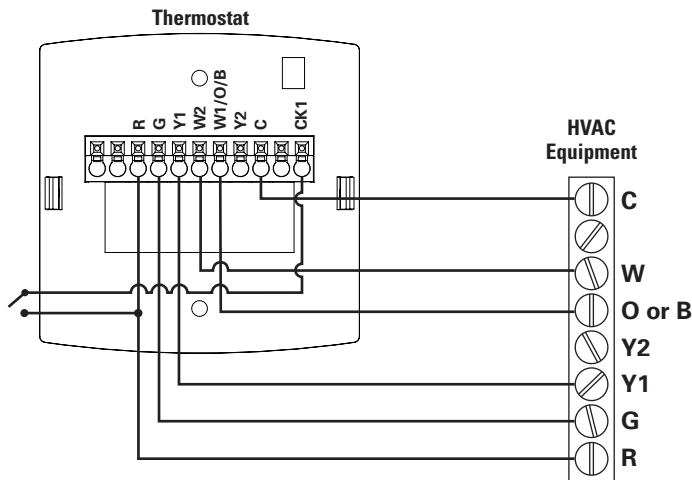 Thermostat
R G Y1 W2 W1/O/B Y2 C CK1
HVAC
Equipment
C
W
O or B
Y2
Y1
G
R